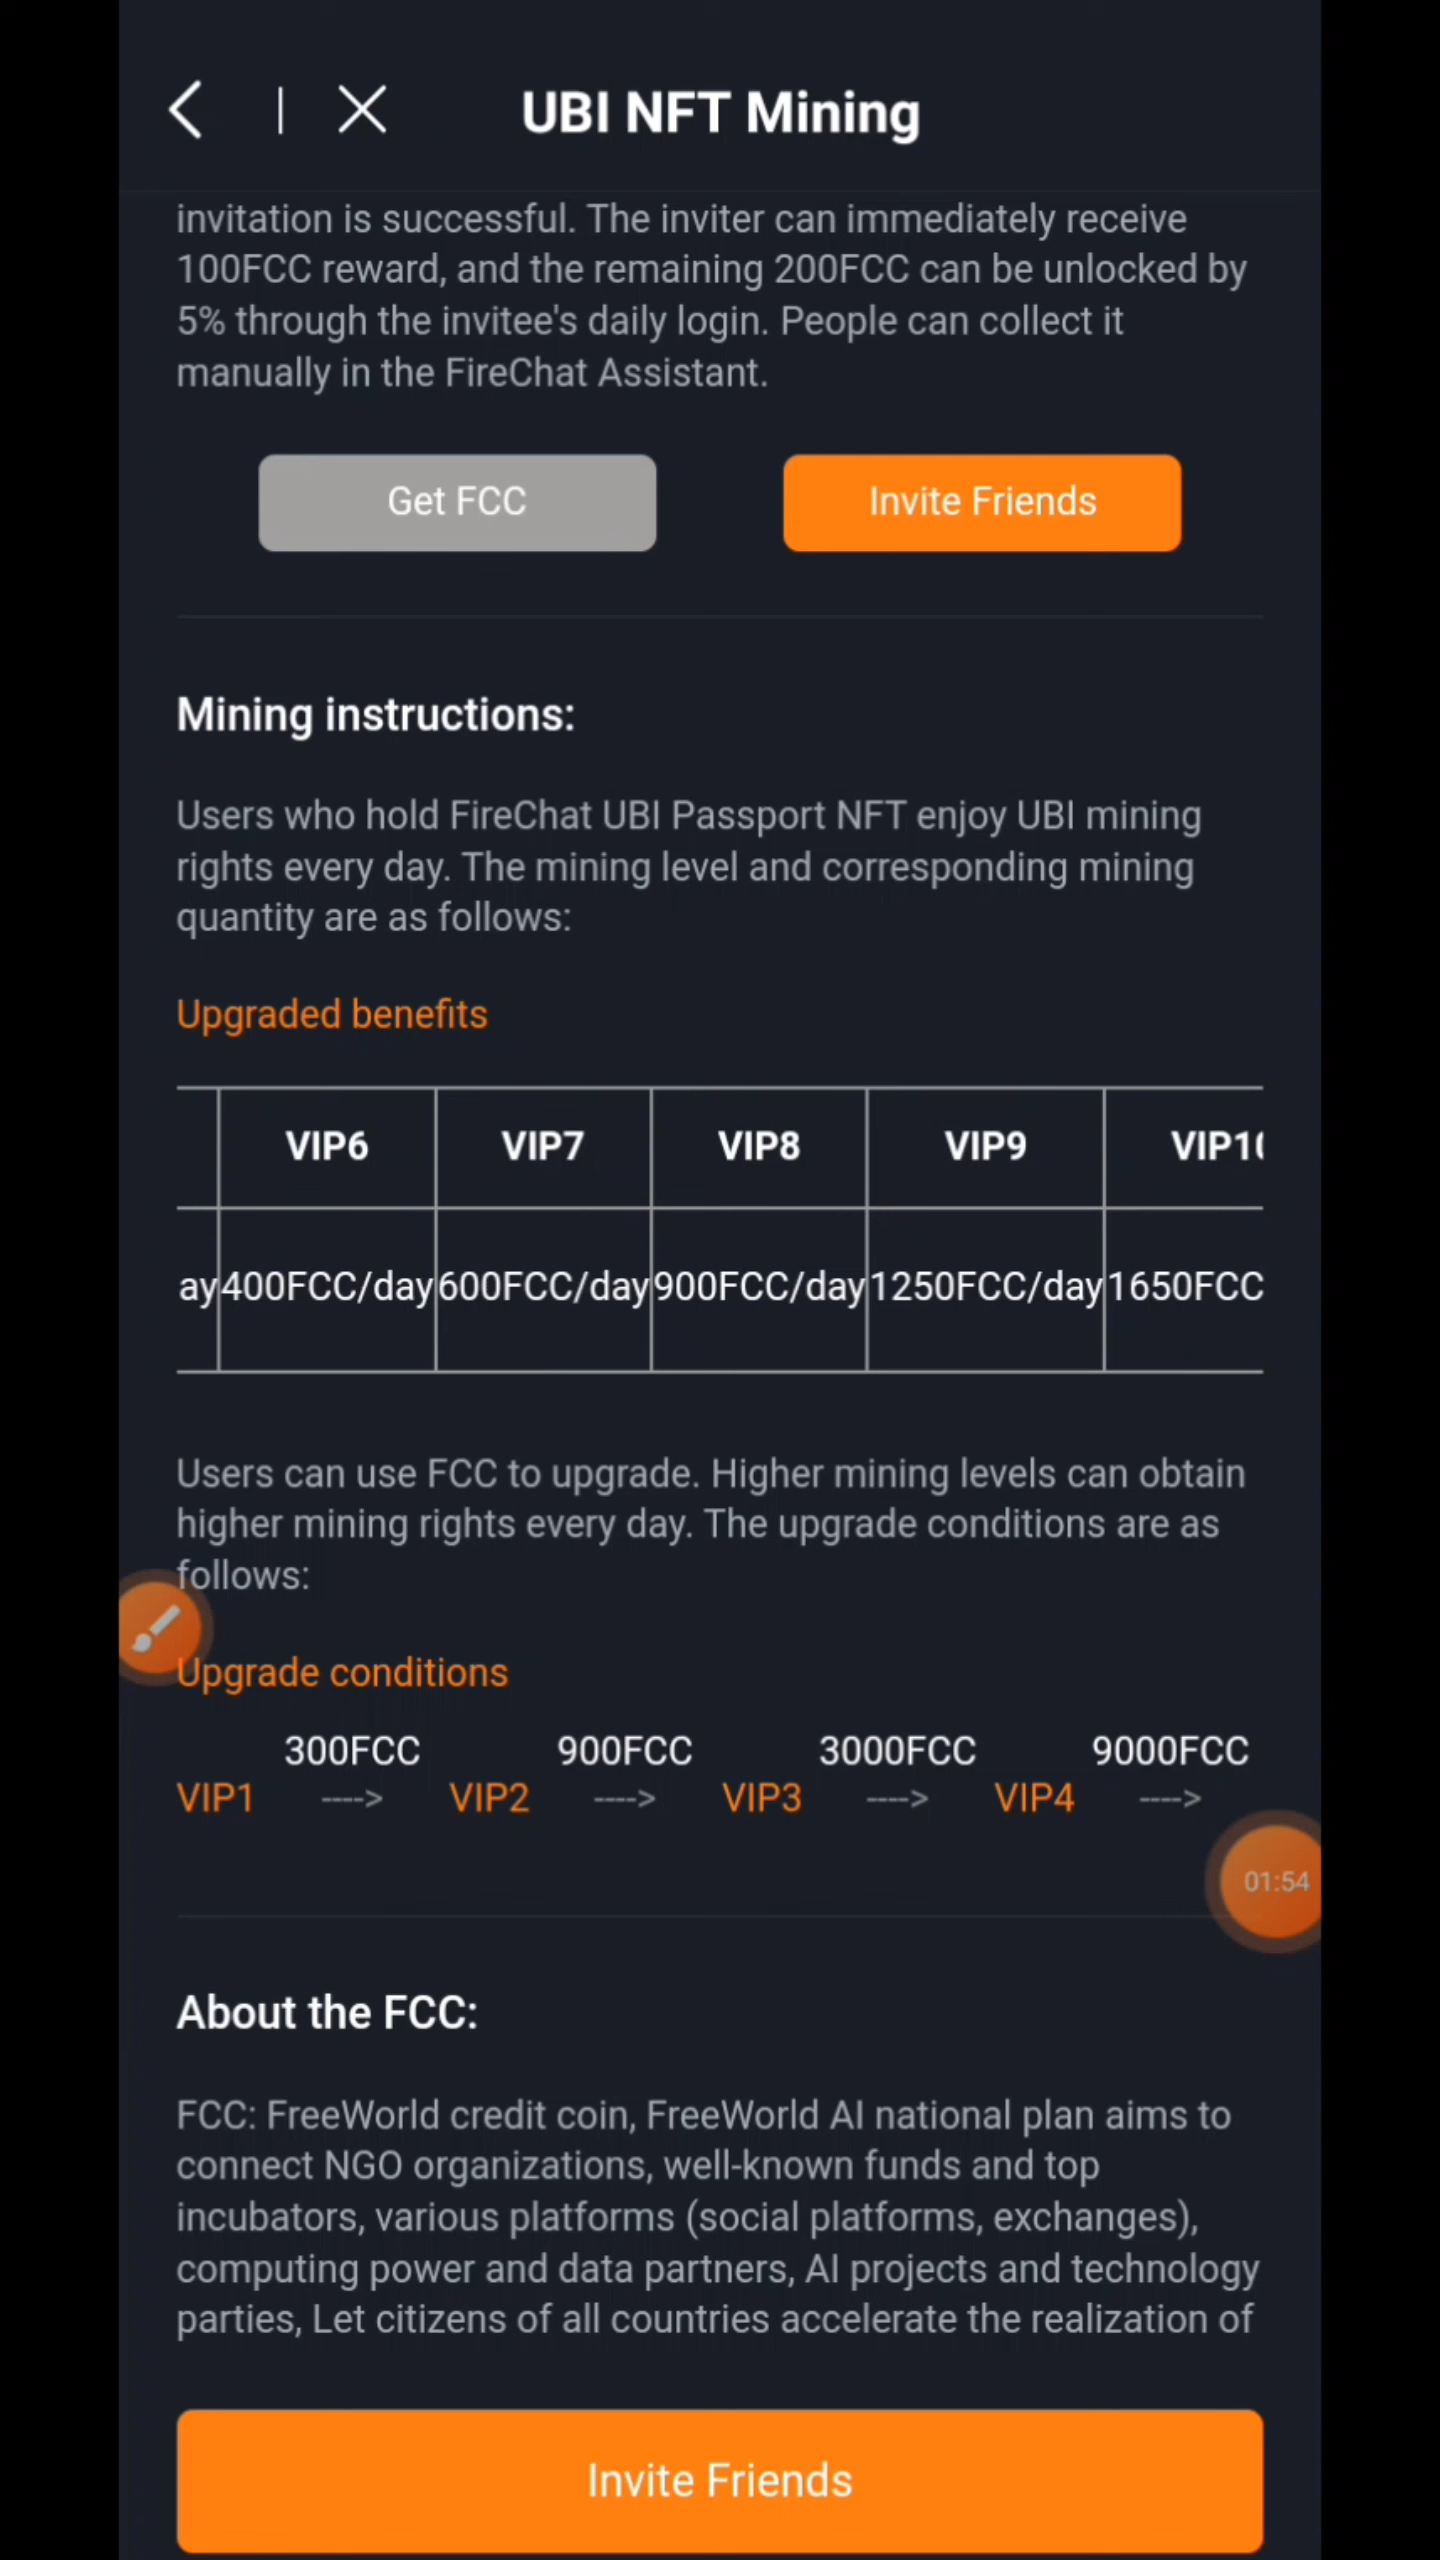 UBI NFT Mining
invitation is successful. The inviter can immediately receive
100FCC reward, and the remaining 200FCC can be unlocked by
5% through the invitee's daily login. People can collect it
manually in the FireChat Assistant.
Get FCC
Invite Friends
Mining instructions:
Users who hold FireChat UBI Passport NFT enjoy UBI mining
rights every day. The mining level and corresponding mining
quantity are as follows:
Upgraded benefits
VIP6 VIP7 VIP8 VIP9 VIP10
ay 400FCC/day 600FCC/day 900FCC/day 1250FCC/day 1650FCC
Users can use FCC to upgrade. Higher mining levels can obtain
higher mining rights every day. The upgrade conditions are as
follows:
Upgrade conditions
300FCC 900FCC 3000FCC 9000FCC
VIP1 ----> VIP2 ----> VIP3 ----> VIP4 ---->
01:54
About the FCC:
FCC: FreeWorld credit coin, FreeWorld AI national plan aims to
connect NGO organizations, well-known funds and top
incubators, various platforms (social platforms, exchanges),
computing power and data partners, AI projects and technology
parties, Let citizens of all countries accelerate the realization of
Invite Friends